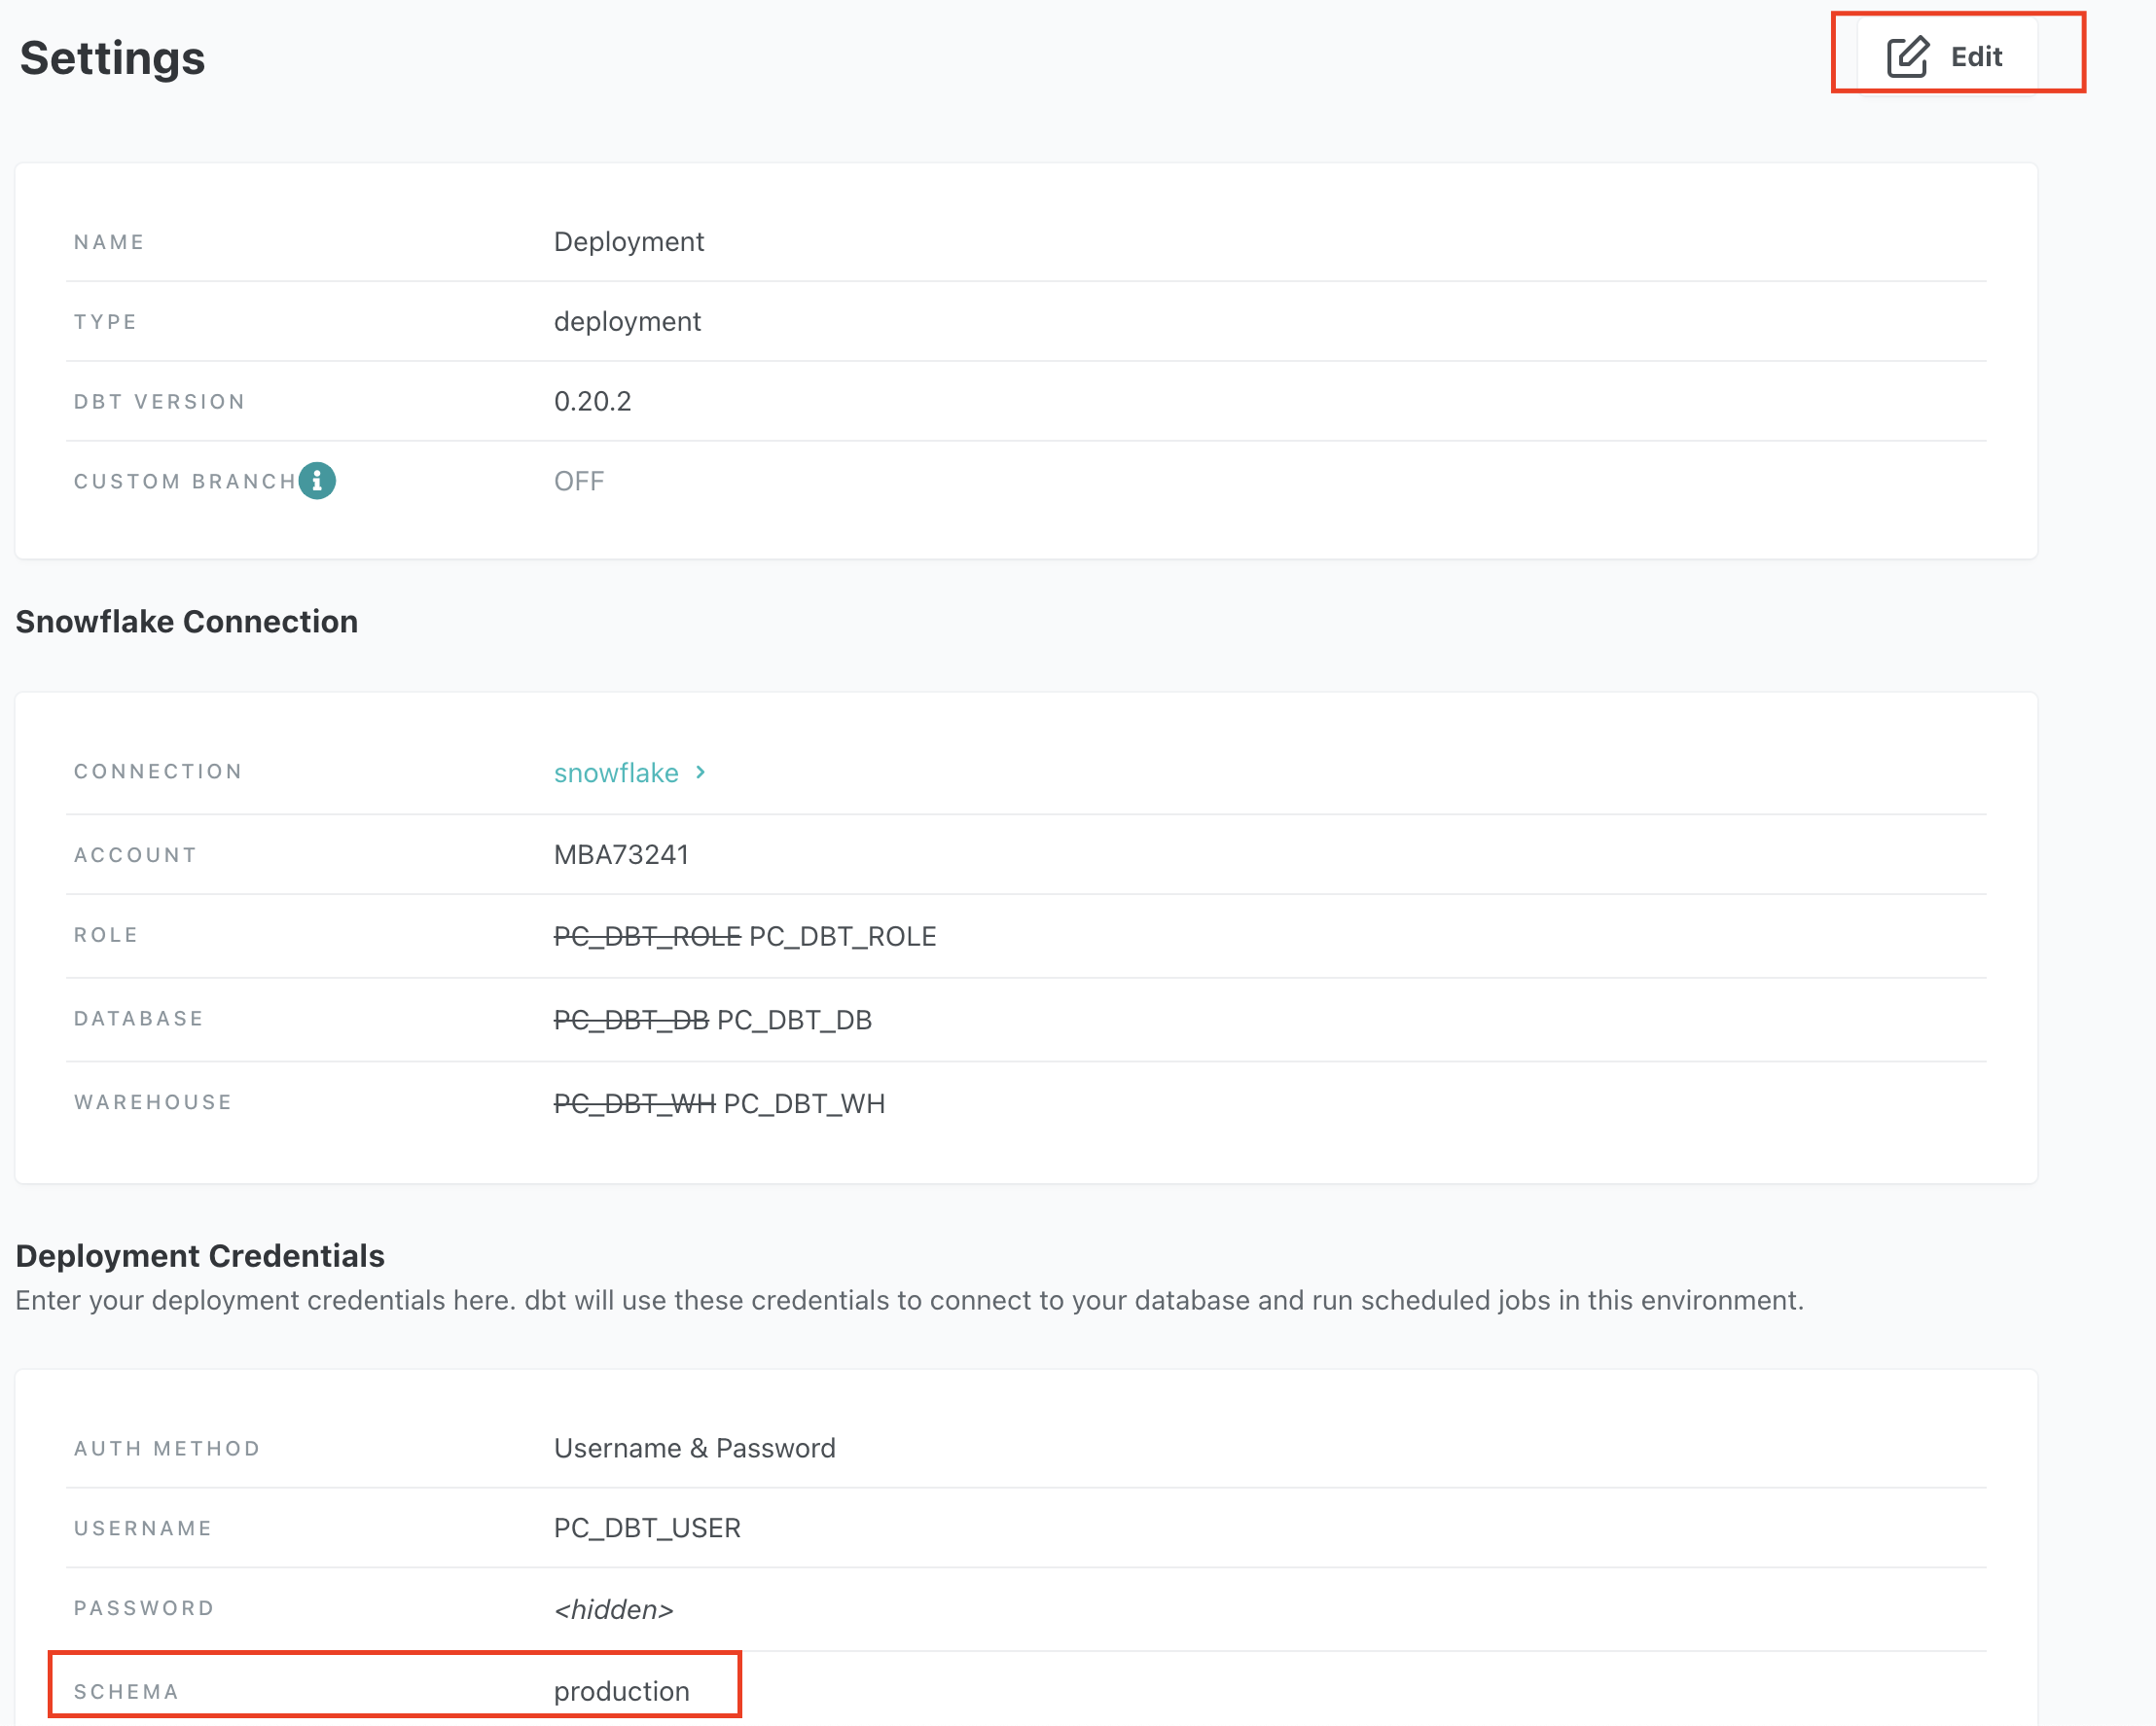 Settings
Edit
NAME Deployment
TYPE deployment
DBT VERSION 0.20.2
CUSTOM BRANCH OFF
Snowflake Connection
CONNECTION snowflake >
ACCOUNT MBA73241
ROLE PC_DBT_ROLE PC_DBT_ROLE
DATABASE PC_DBT_DB PC_DBT_DB
WAREHOUSE PC_DBT_WH PC_DBT_WH
Deployment Credentials
Enter your deployment credentials here. dbt will use these credentials to connect to your database and run scheduled jobs in this environment.
AUTH METHOD Username & Password
USERNAME PC_DBT_USER
PASSWORD <hidden>
SCHEMA production